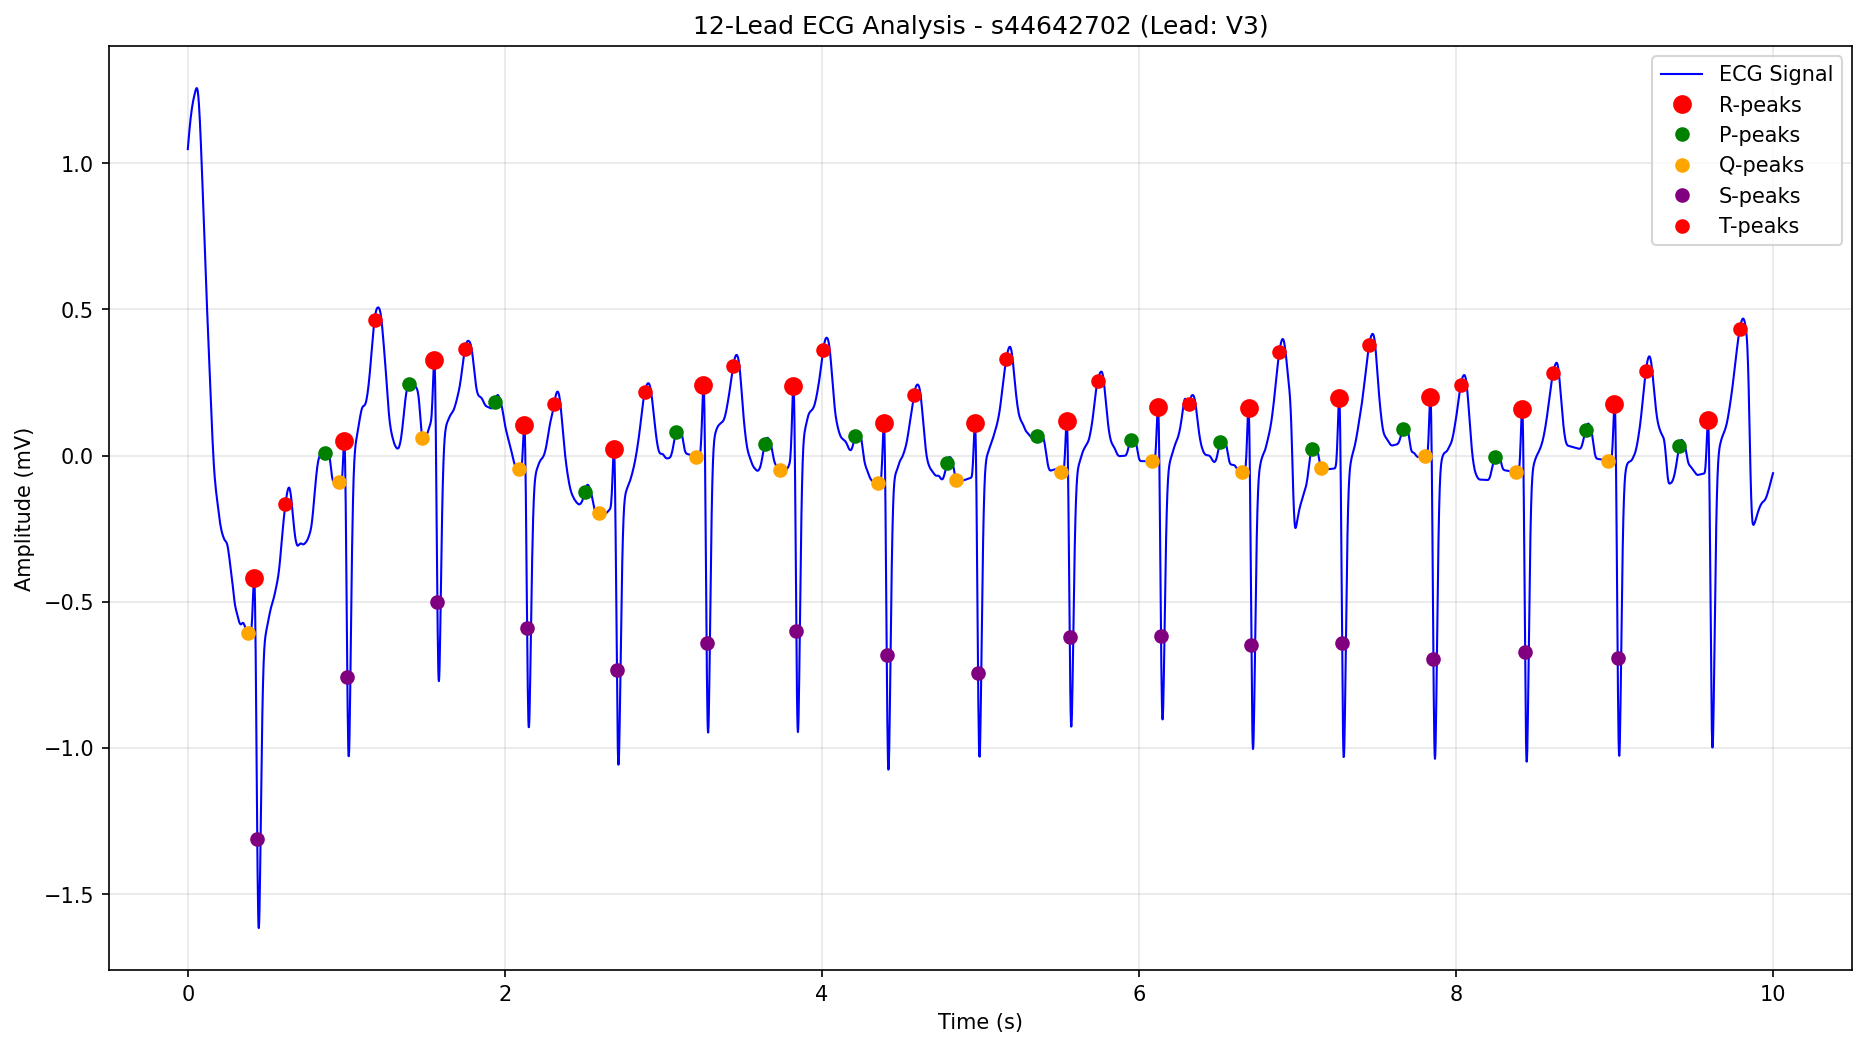 12-Lead ECG Analysis - s44642702 (Lead: V3)
ECG Signal
R-peaks
P-peaks
Q-peaks
S-peaks
T-peaks
Amplitude (mV)
1.0
0.5
0.0
−0.5
−1.0
−1.5
0 2 4 6 8 10
Time (s)